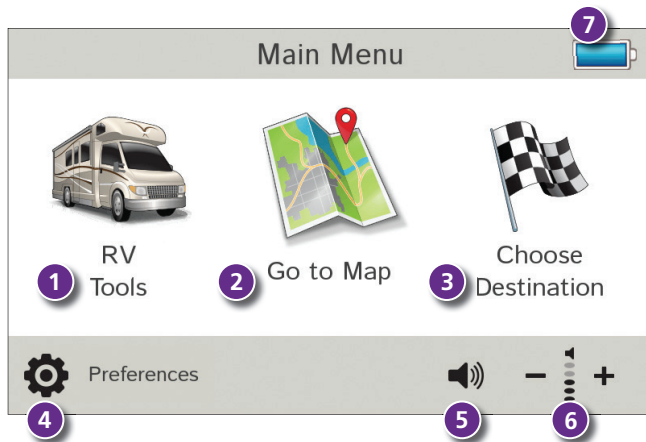 7
Main Menu
RV
Tools
1
Go to Map
2
Choose
Destination
3
Preferences
− +
4
5
6